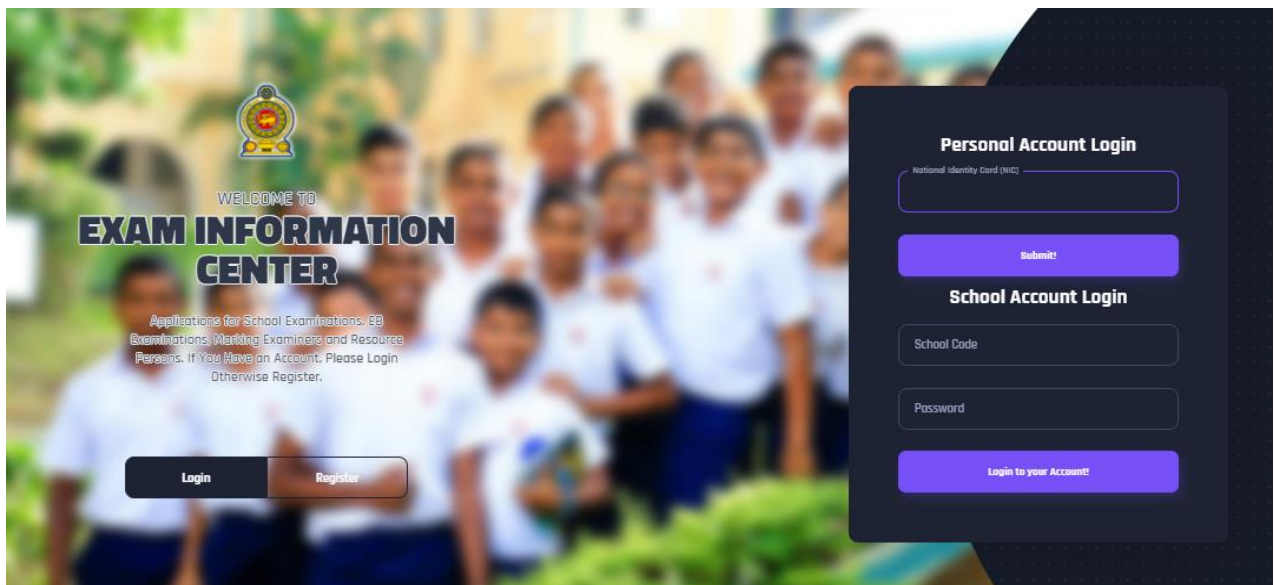 WELCOME TO
EXAM INFORMATION
CENTER
Applications for School Examinations, EB
Examinations, Marking Examiners and Resource
Persons. If You Have an Account, Please Login
Otherwise Register.
Login
Register
Personal Account Login
National Identity Card (NIC)
Submit!
School Account Login
School Code
Password
Login to your Account!